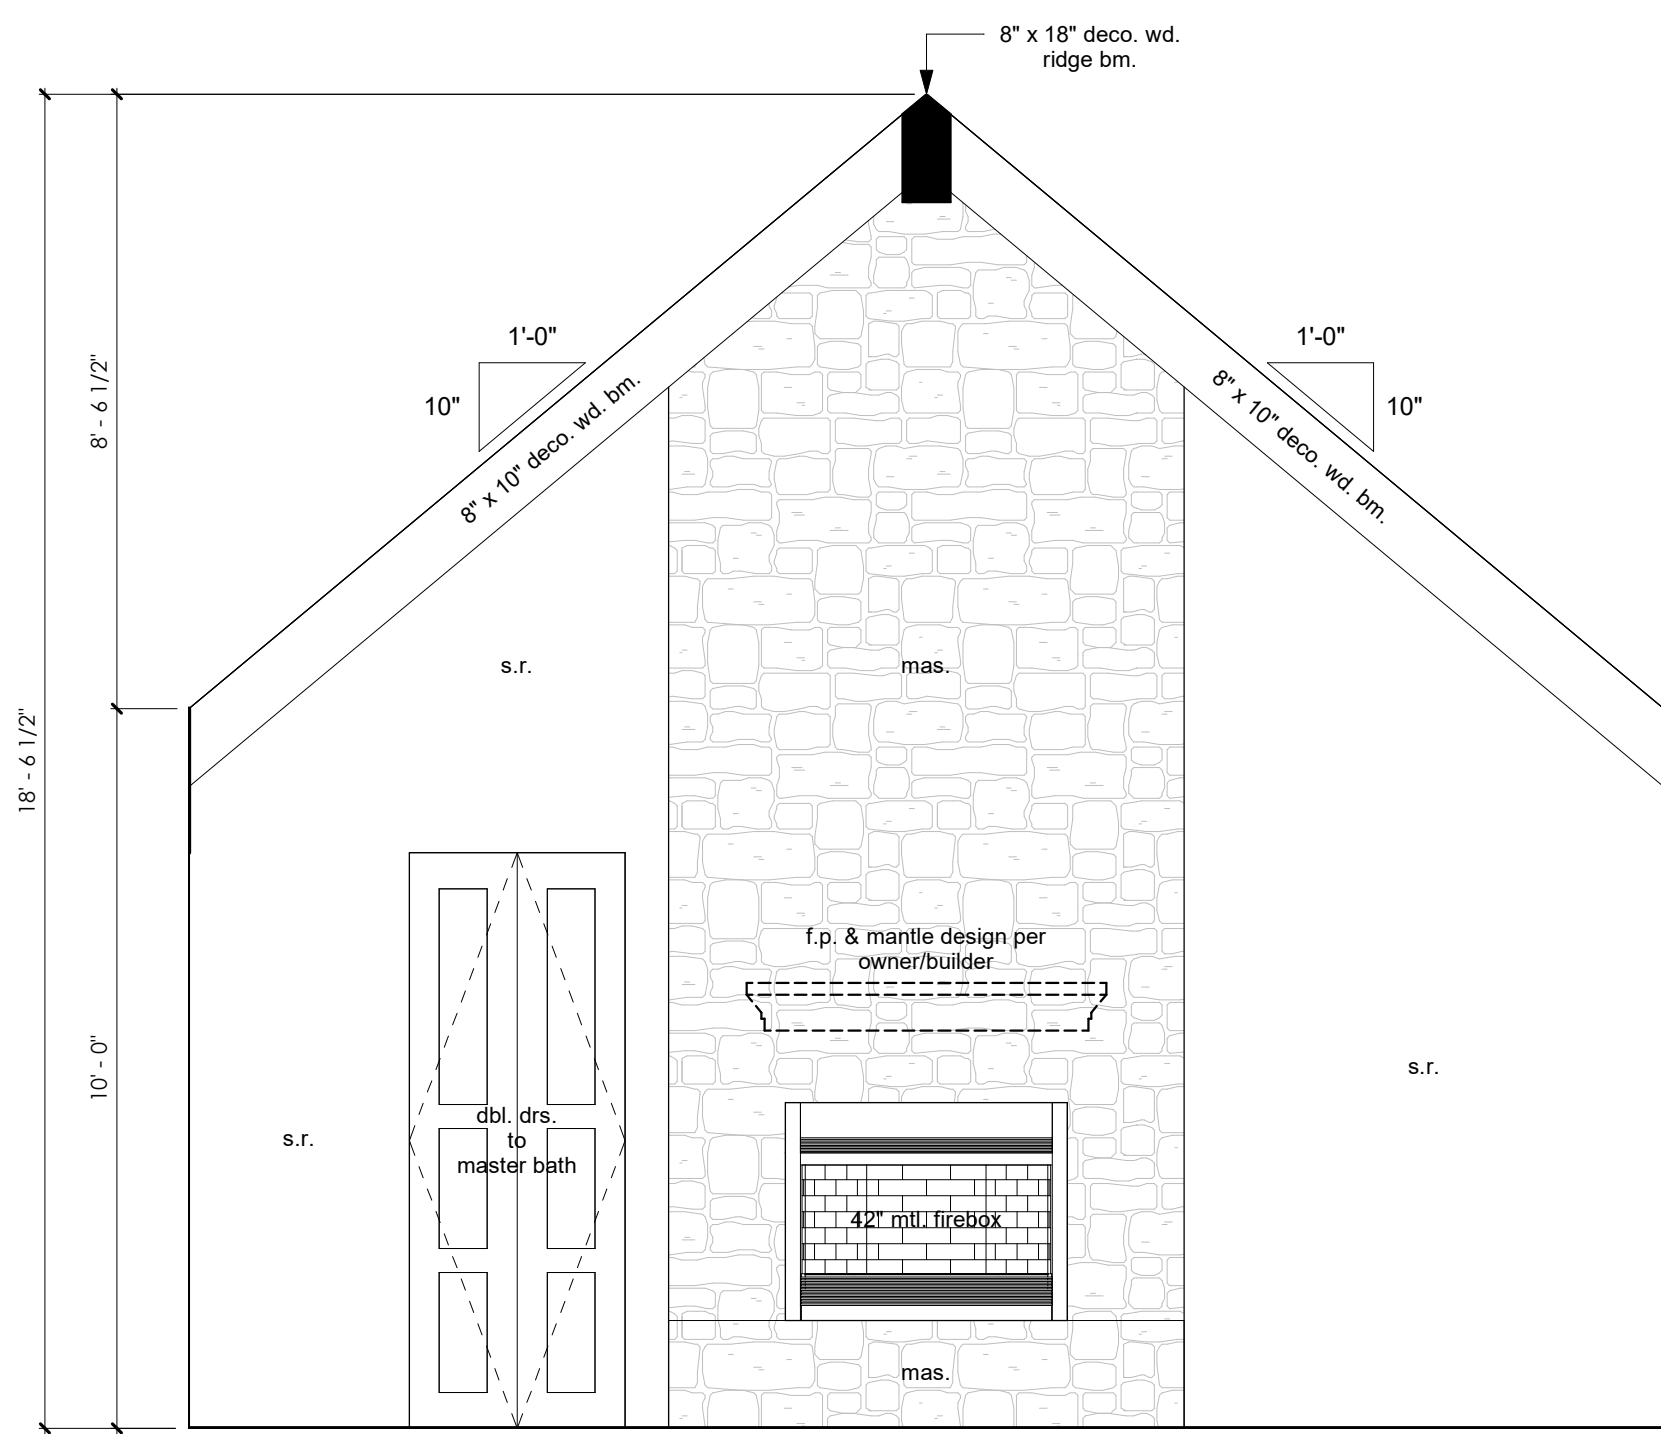 8" x 18" deco. wd.
ridge bm.
1'-0"
10"
8" x 10" deco. wd. bm.
1'-0"
10"
8" x 10" deco. wd. bm.
8' - 6 1/2"
18' - 6 1/2"
10' - 0"
s.r.
mas.
f.p. & mantle design per
owner/builder
s.r.
s.r.
dbl. drs.
to
master bath
42" mtl. firebox
mas.